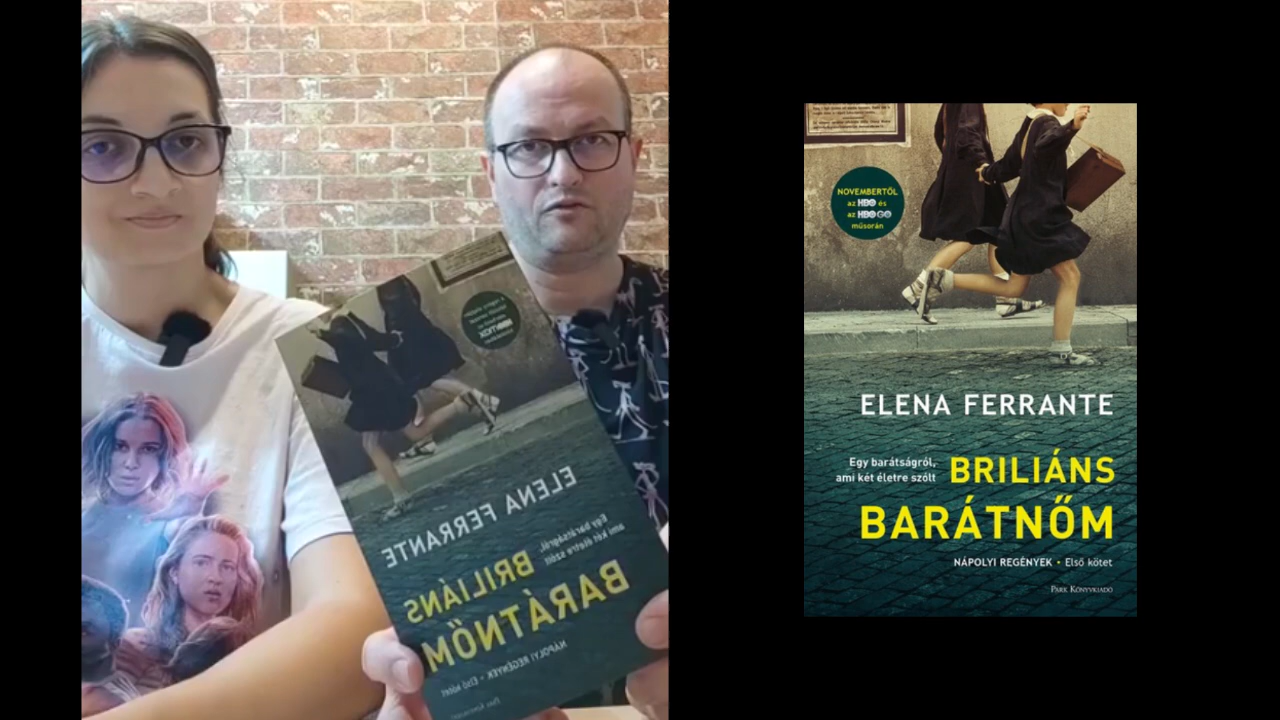 ELENA FERRANTE
Egy barátságról,
ami két életre szólt
BRILIÁNS
BARÁTNŐM
NÁPOLYI REGÉNYEK • Első kötet
NOVEMBERTŐL
az HBO és
az HBO GO
műsorán
ELENA FERRANTE
Egy barátságról,
ami két életre szólt
BRILIÁNS
BARÁTNŐM
NÁPOLYI REGÉNYEK • Első kötet
PARK KÖNYVKIADÓ